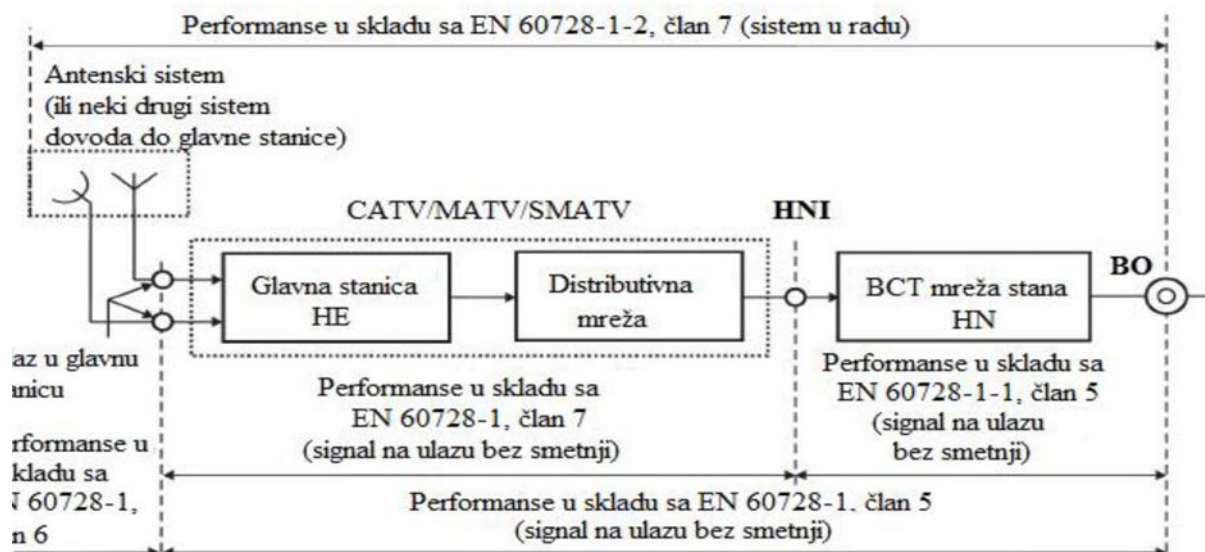 Performanse u skladu sa EN 60728-1-2, član 7 (sistem u radu)
Antenski sistem
(ili neki drugi sistem
dovoda do glavne stanice)
CATV/MATV/SMATV
HNI
BO
Glavna stanica
HE
Distributivna
mreža
BCT mreža stana
HN
az u glavnu
anicu
Performanse u skladu sa
EN 60728-1, član 7
(signal na ulazu bez smetnji)
Performanse u skladu sa
EN 60728-1-1, član 5
(signal na ulazu
bez smetnji)
rformanse u
skladu sa
N 60728-1,
n 6
Performanse u skladu sa EN 60728-1, član 5
(signal na ulazu bez smetnji)